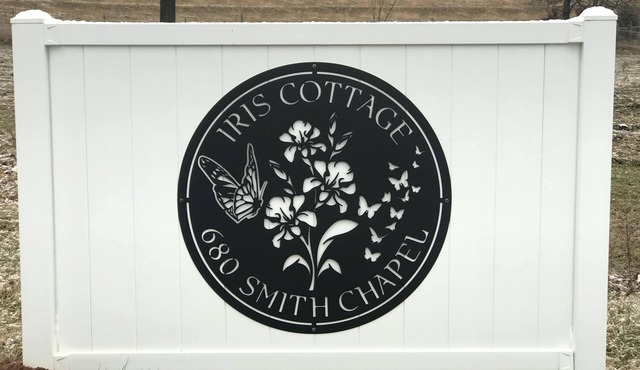 IRIS COTTAGE
680 SMITH CHAPEL